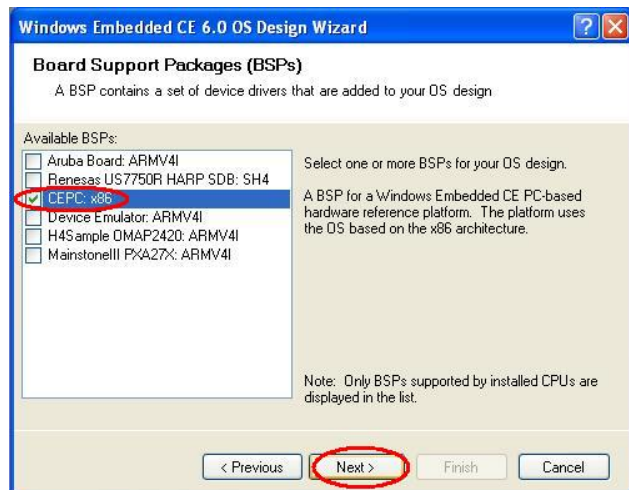 Windows Embedded CE 6.0 OS Design Wizard
Board Support Packages (BSPs)
A BSP contains a set of device drivers that are added to your OS design
Available BSPs:
Aruba Board: ARMV4I
Renesas US7750R HARP SDB: SH4
CEPC: x86
Device Emulator: ARMV4I
H4Sample OMAP2420: ARMV4I
MainstoneIII PXA27X: ARMV4I
Select one or more BSPs for your OS design.
A BSP for a Windows Embedded CE PC-based
hardware reference platform. The platform uses
the OS based on the x86 architecture.
Note: Only BSPs supported by installed CPUs are
displayed in the list.
< Previous
Next >
Finish
Cancel